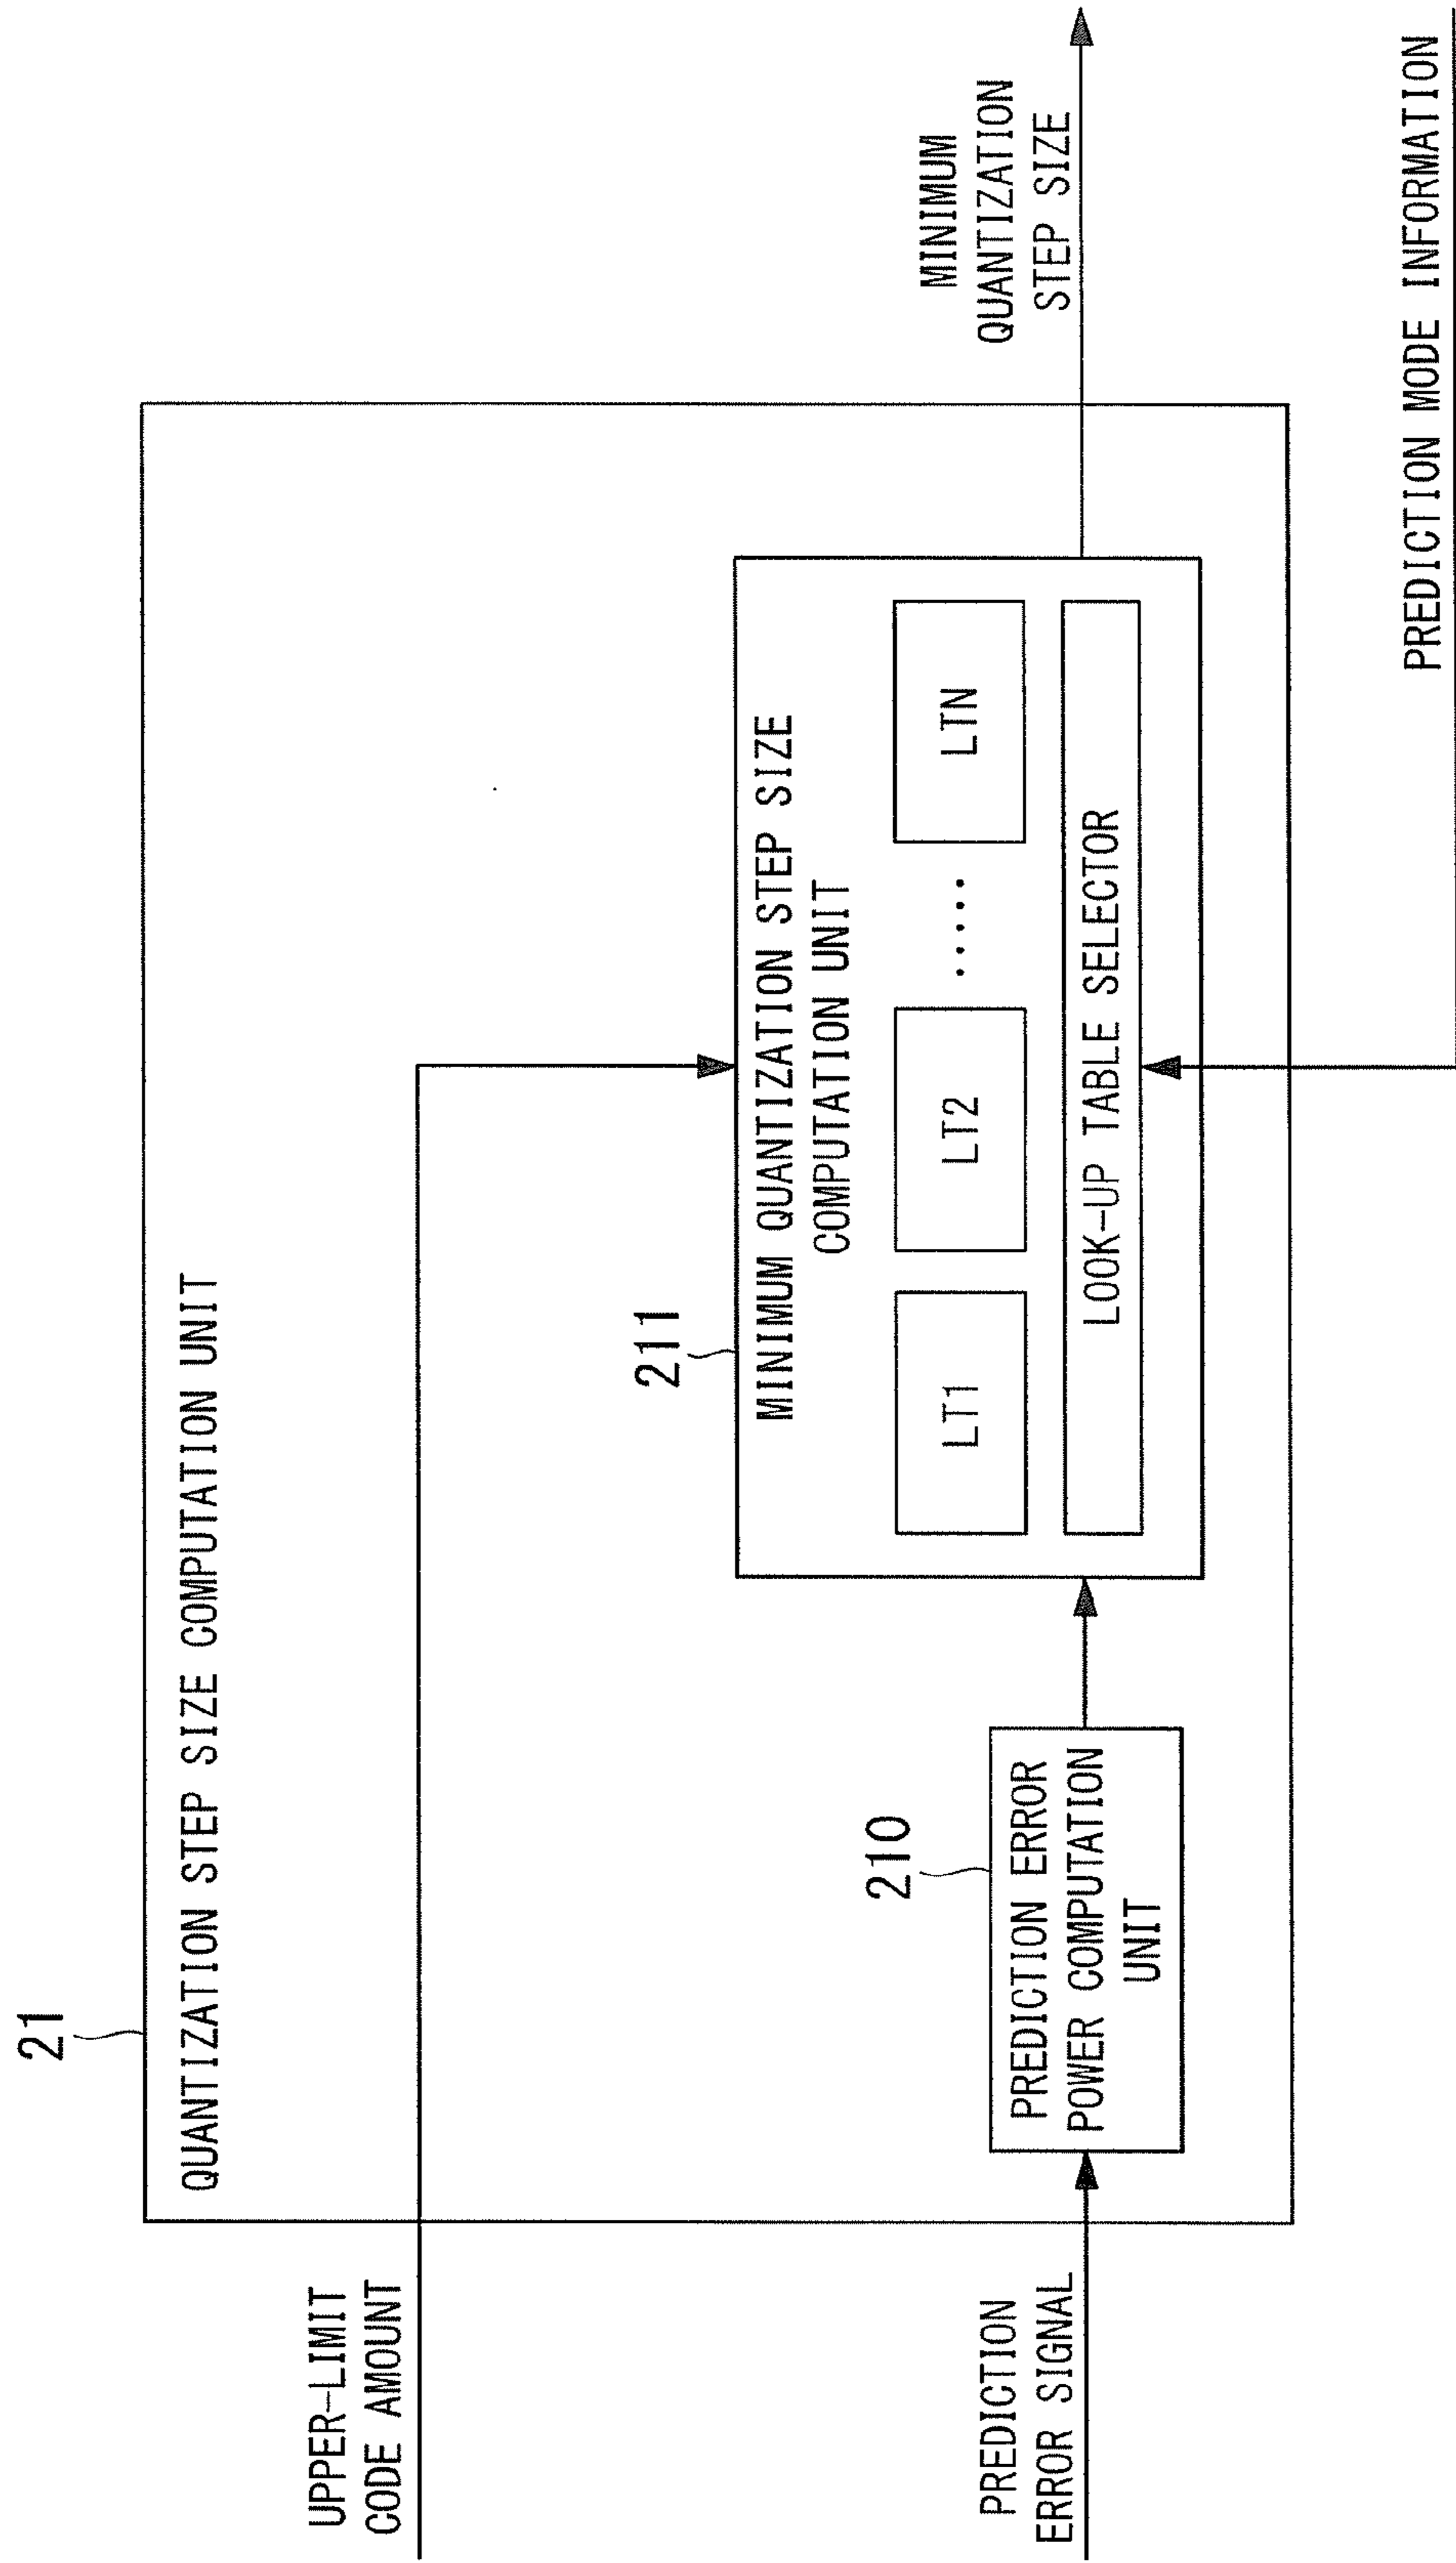 21
QUANTIZATION STEP SIZE COMPUTATION UNIT
UPPER-LIMIT
CODE AMOUNT
211
MINIMUM QUANTIZATION STEP SIZE
COMPUTATION UNIT
LT1
LT2
.....
LTN
LOOK-UP TABLE SELECTOR
210
PREDICTION ERROR
POWER COMPUTATION
UNIT
PREDICTION
ERROR SIGNAL
MINIMUM
QUANTIZATION
STEP SIZE
PREDICTION MODE INFORMATION